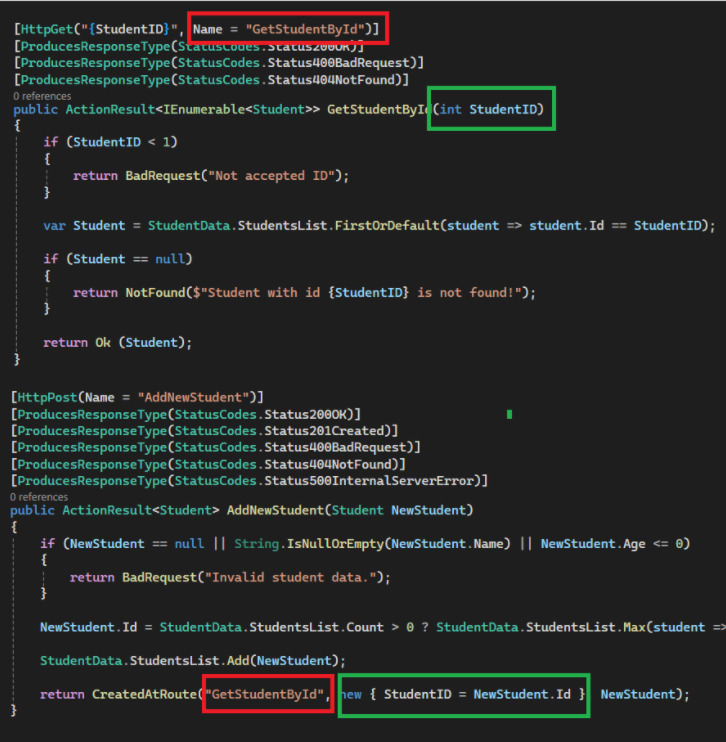 [HttpGet("{StudentID}", Name = "GetStudentById")]
[ProducesResponseType(StatusCodes.Status200OK)]
[ProducesResponseType(StatusCodes.Status400BadRequest)]
[ProducesResponseType(StatusCodes.Status404NotFound)]
0 references
public ActionResult<IEnumerable<Student>> GetStudentById(int StudentID)
{
if (StudentID < 1)
{
return BadRequest("Not accepted ID");
}
var Student = StudentData.StudentsList.FirstOrDefault(student => student.Id == StudentID);
if (Student == null)
{
return NotFound($"Student with id {StudentID} is not found!");
}
return Ok (Student);
}
[HttpPost(Name = "AddNewStudent")]
[ProducesResponseType(StatusCodes.Status200OK)]
[ProducesResponseType(StatusCodes.Status201Created)]
[ProducesResponseType(StatusCodes.Status400BadRequest)]
[ProducesResponseType(StatusCodes.Status404NotFound)]
[ProducesResponseType(StatusCodes.Status500InternalServerError)]
0 references
public ActionResult<Student> AddNewStudent(Student NewStudent)
{
if (NewStudent == null || String.IsNullOrEmpty(NewStudent.Name) || NewStudent.Age <= 0)
{
return BadRequest("Invalid student data.");
}
NewStudent.Id = StudentData.StudentsList.Count > 0 ? StudentData.StudentsList.Max(student =>
StudentData.StudentsList.Add(NewStudent);
return CreatedAtRoute("GetStudentById", new { StudentID = NewStudent.Id } NewStudent);
}